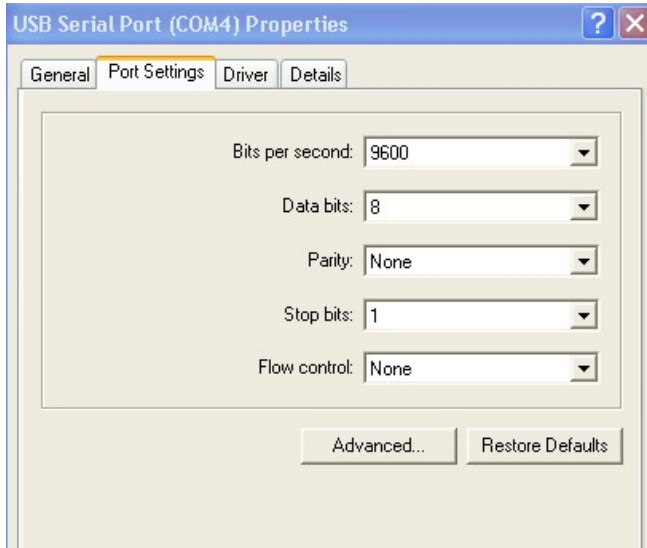 USB Serial Port (COM4) Properties
General Port Settings Driver Details
Bits per second: 9600
Data bits: 8
Parity: None
Stop bits: 1
Flow control: None
Advanced... Restore Defaults